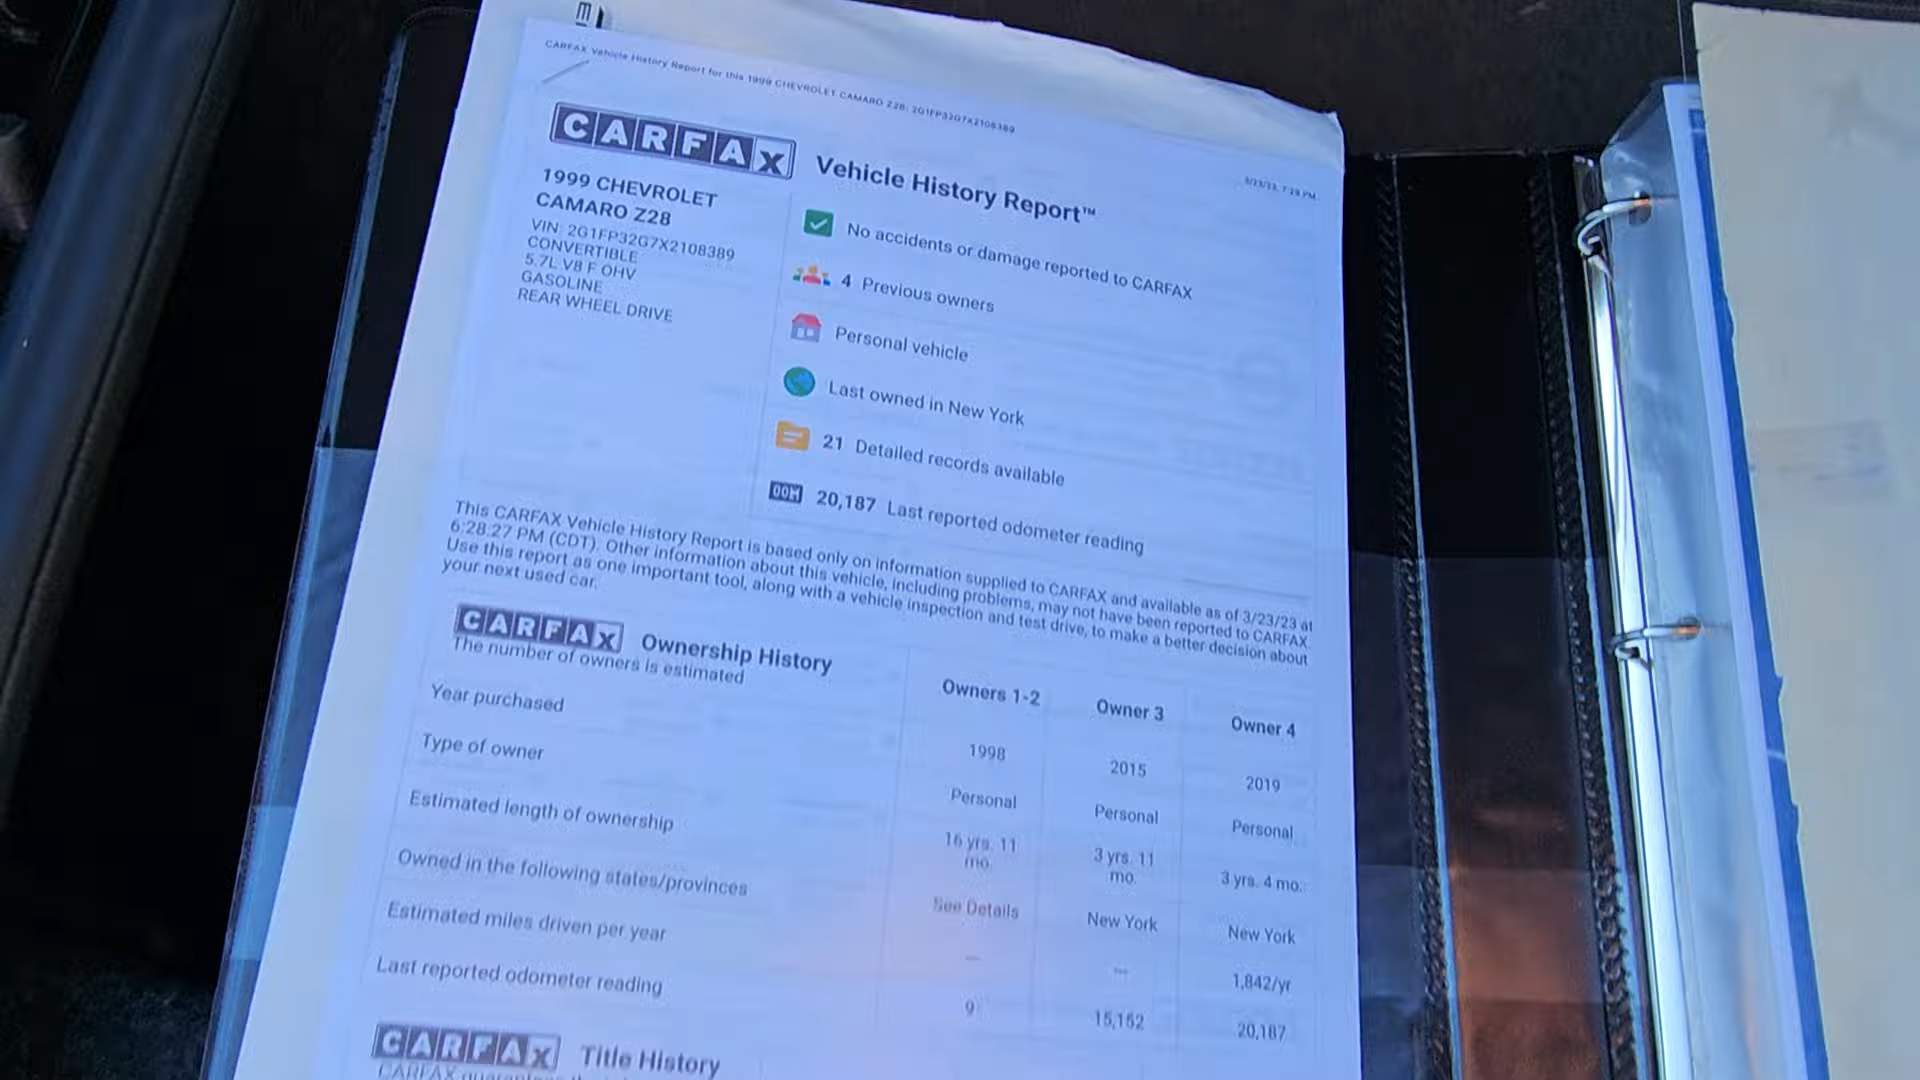 CARFAX Vehicle History Report for this 1999 CHEVROLET CAMARO Z28: 2G1FP32G7X2108389
CARFAX Vehicle History Report™
3/23/23, 7:28 PM
1999 CHEVROLET
CAMARO Z28
VIN: 2G1FP32G7X2108389
CONVERTIBLE
5.7L V8 F OHV
GASOLINE
REAR WHEEL DRIVE
No accidents or damage reported to CARFAX
4 Previous owners
Personal vehicle
Last owned in New York
21 Detailed records available
20,187 Last reported odometer reading
This CARFAX Vehicle History Report is based only on information supplied to CARFAX and available as of 3/23/23 at
6:28:27 PM (CDT). Other information about this vehicle, including problems, may not have been reported to CARFAX.
Use this report as one important tool, along with a vehicle inspection and test drive, to make a better decision about
your next used car.
CARFAX Ownership History
The number of owners is estimated
Owners 1-2 Owner 3 Owner 4
Year purchased 1998 2015 2019
Type of owner Personal Personal Personal
Estimated length of ownership 16 yrs. 11 mo. 3 yrs. 11 mo. 3 yrs. 4 mo.
Owned in the following states/provinces See Details New York New York
Estimated miles driven per year --- --- 1,842/yr
Last reported odometer reading 9 15,152 20,187
CARFAX Title History